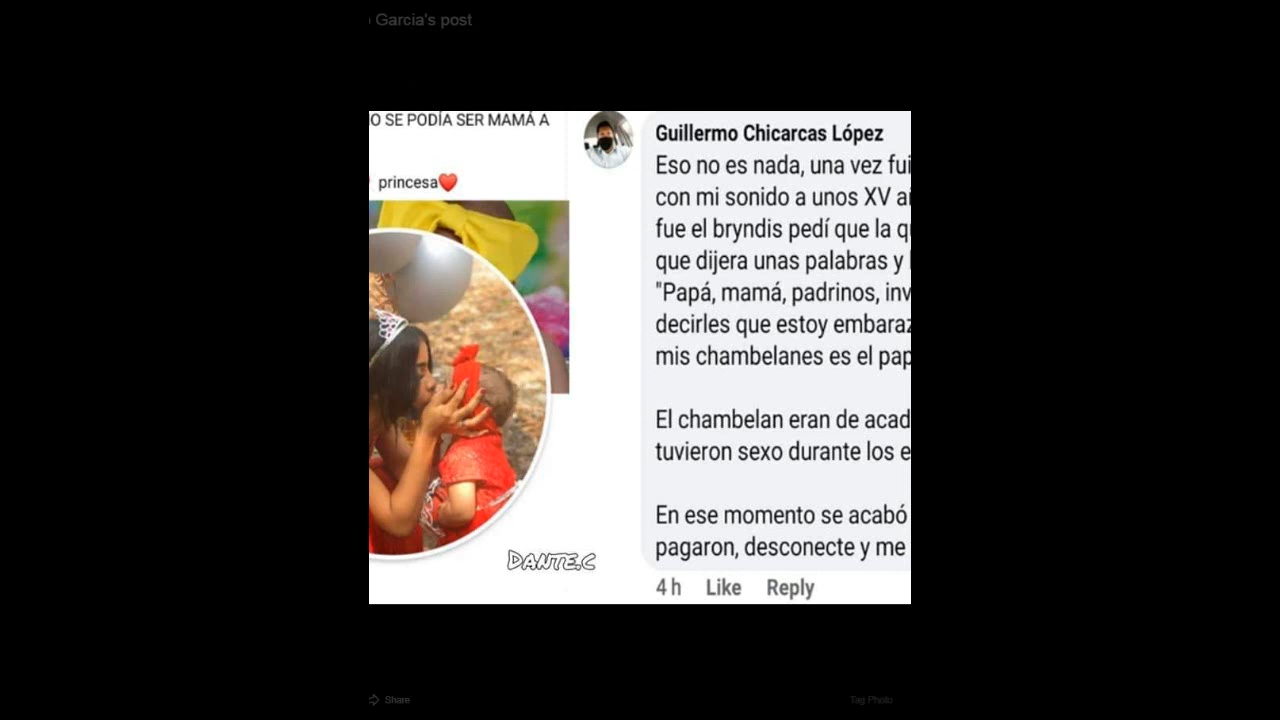 Garcia's post
O SE PODÍA SER MAMÁ A
princesa
DANTE.C
Guillermo Chicarcas López
Eso no es nada, una vez fui
con mi sonido a unos XV a
fue el bryndis pedí que la q
que dijera unas palabras y
"Papá, mamá, padrinos, inv
decirles que estoy embaraz
mis chambelanes es el pap
El chambelan eran de acad
tuvieron sexo durante los e
En ese momento se acabó
pagaron, desconecte y me
4 h Like Reply
Share
Tag Photo